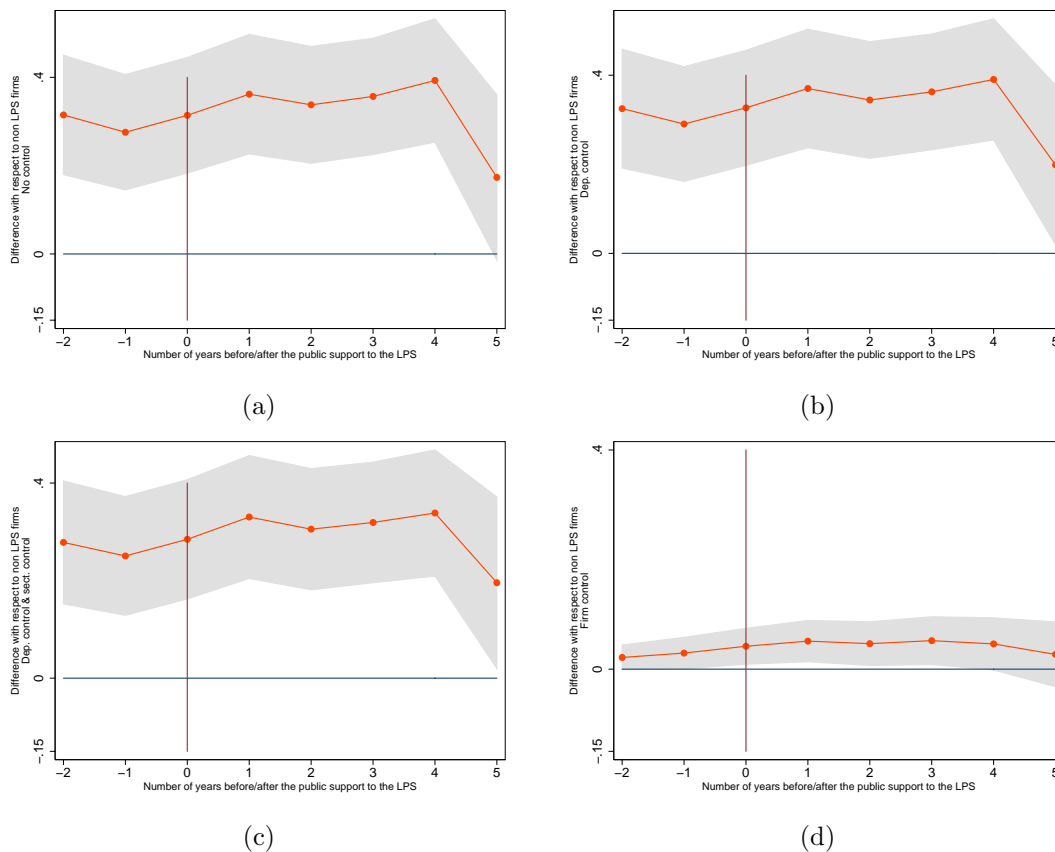 Difference with respect to non LPS firms
No control
.4
0
-.15
-2 -1 0 1 2 3 4 5
Number of years before/after the public support to the LPS
(a)
Difference with respect to non LPS firms
Dep. control
.4
0
-.15
-2 -1 0 1 2 3 4 5
Number of years before/after the public support to the LPS
(b)
Difference with respect to non LPS firms
Dep. control & sect. control
.4
0
-.15
-2 -1 0 1 2 3 4 5
Number of years before/after the public support to the LPS
(c)
Difference with respect to non LPS firms
Firm control
.4
0
-.15
-2 -1 0 1 2 3 4 5
Number of years before/after the public support to the LPS
(d)